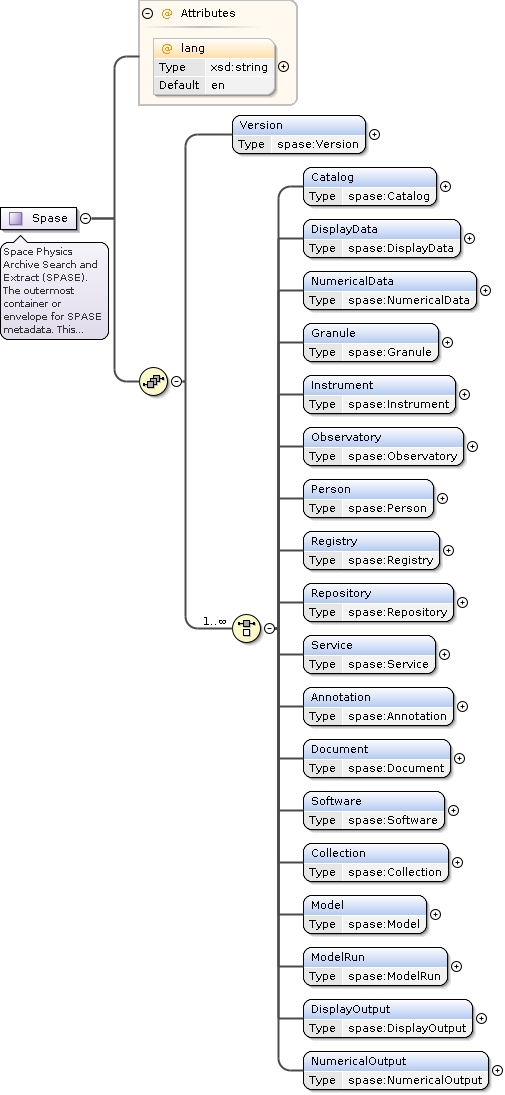 Attributes
@ lang
Type xsd:string
Default en
Version
Type spase:Version
Spase
Space Physics
Archive Search and
Extract (SPASE).
The outermost
container or
envelope for SPASE
metadata. This...
1..∞
Catalog
Type spase:Catalog
DisplayData
Type spase:DisplayData
NumericalData
Type spase:NumericalData
Granule
Type spase:Granule
Instrument
Type spase:Instrument
Observatory
Type spase:Observatory
Person
Type spase:Person
Registry
Type spase:Registry
Repository
Type spase:Repository
Service
Type spase:Service
Annotation
Type spase:Annotation
Document
Type spase:Document
Software
Type spase:Software
Collection
Type spase:Collection
Model
Type spase:Model
ModelRun
Type spase:ModelRun
DisplayOutput
Type spase:DisplayOutput
NumericalOutput
Type spase:NumericalOutput